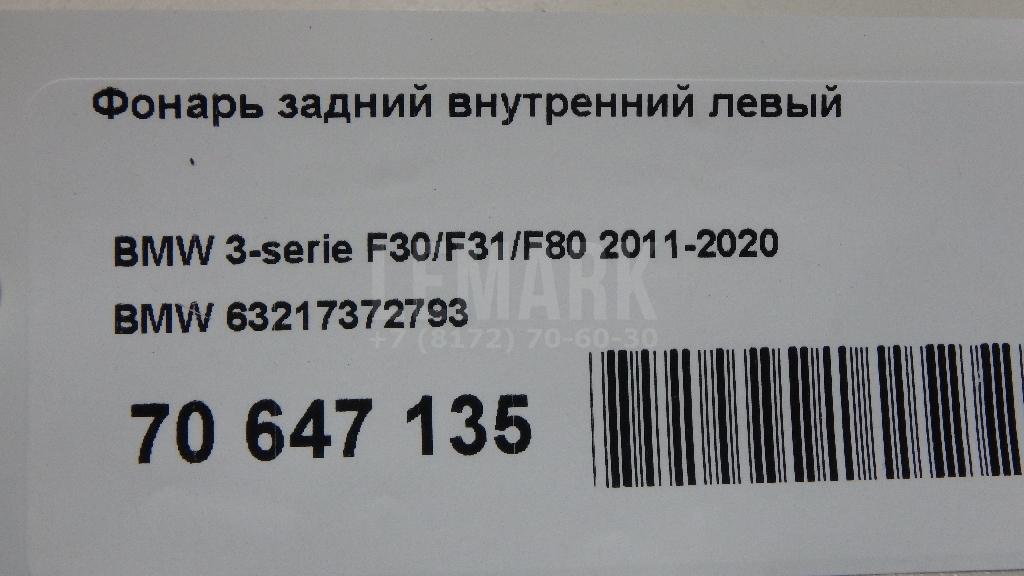 Фонарь задний внутренний левый
BMW 3-serie F30/F31/F80 2011-2020
LEMARK
BMW 63217372793
+7 (8172) 70-60-30
70 647 135